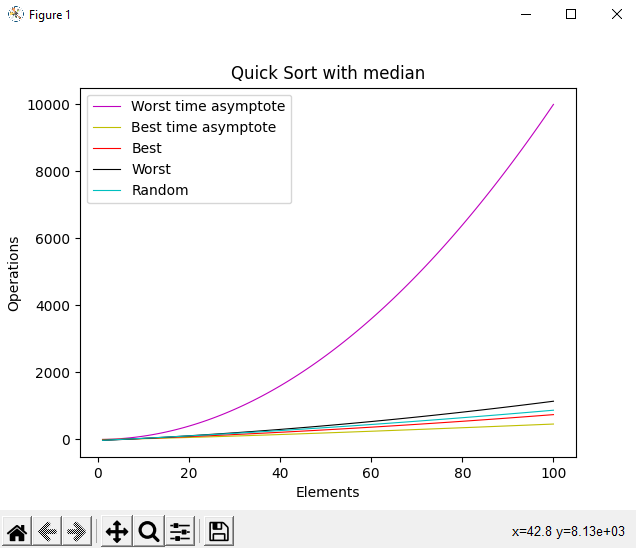 Figure 1
Quick Sort with median
Worst time asymptote
Best time asymptote
Best
Worst
Random
Operations
10000
8000
6000
4000
2000
0
0 20 40 60 80 100
Elements
x=42.8 y=8.13e+03